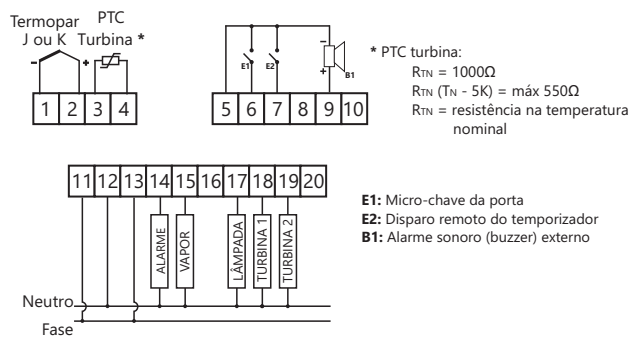 Termopar
J ou K
PTC
Turbina *
- +
1 2 3 4
E1 E2
- +
B1
5 6 7 8 9 10
* PTC turbina:
RTN = 1000Ω
RTN (TN - 5K) = máx 550Ω
RTN = resistência na temperatura
nominal
11 12 13 14 15 16 17 18 19 20
ALARME
VAPOR
LÂMPADA
TURBINA 1
TURBINA 2
Neutro
Fase
E1: Micro-chave da porta
E2: Disparo remoto do temporizador
B1: Alarme sonoro (buzzer) externo